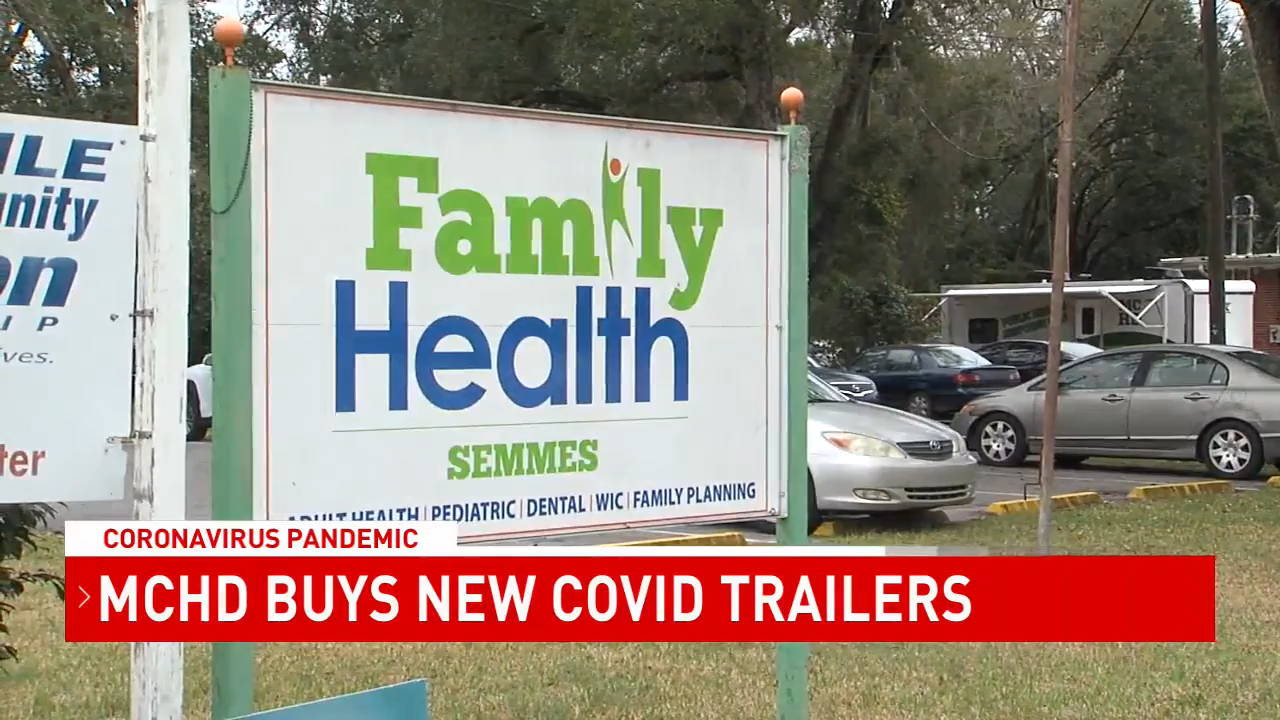 ILE
unity
on
I P
ives.
ter
Family
Health
SEMMES
ADULT HEALTH | PEDIATRIC | DENTAL | WIC | FAMILY PLANNING
CORONAVIRUS PANDEMIC
MCHD BUYS NEW COVID TRAILERS